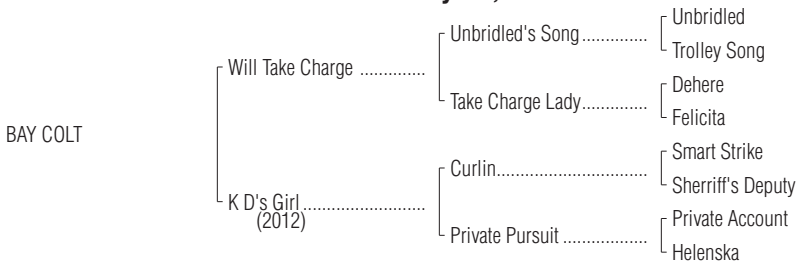 Unbridled
Unbridled's Song ..............
Trolley Song
Will Take Charge ..............
Dehere
Take Charge Lady..............
Felicita
BAY COLT
Smart Strike
Curlin................................
Sherriff's Deputy
K D's Girl ..........................
(2012)
Private Account
Private Pursuit ..................
Helenska